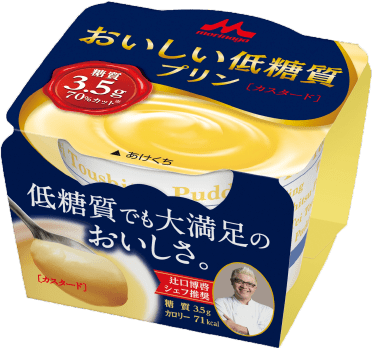 morinaga
おいしい低糖質
プリン
[カスタード]
糖質
3.5g
70%カット※
▲あけくち
Toushitsu
Pudd
低糖質でも大満足の
おいしさ。
[カスタード]
辻口博啓
シェフ推奨
糖質 3.5g
カロリー 71kcal